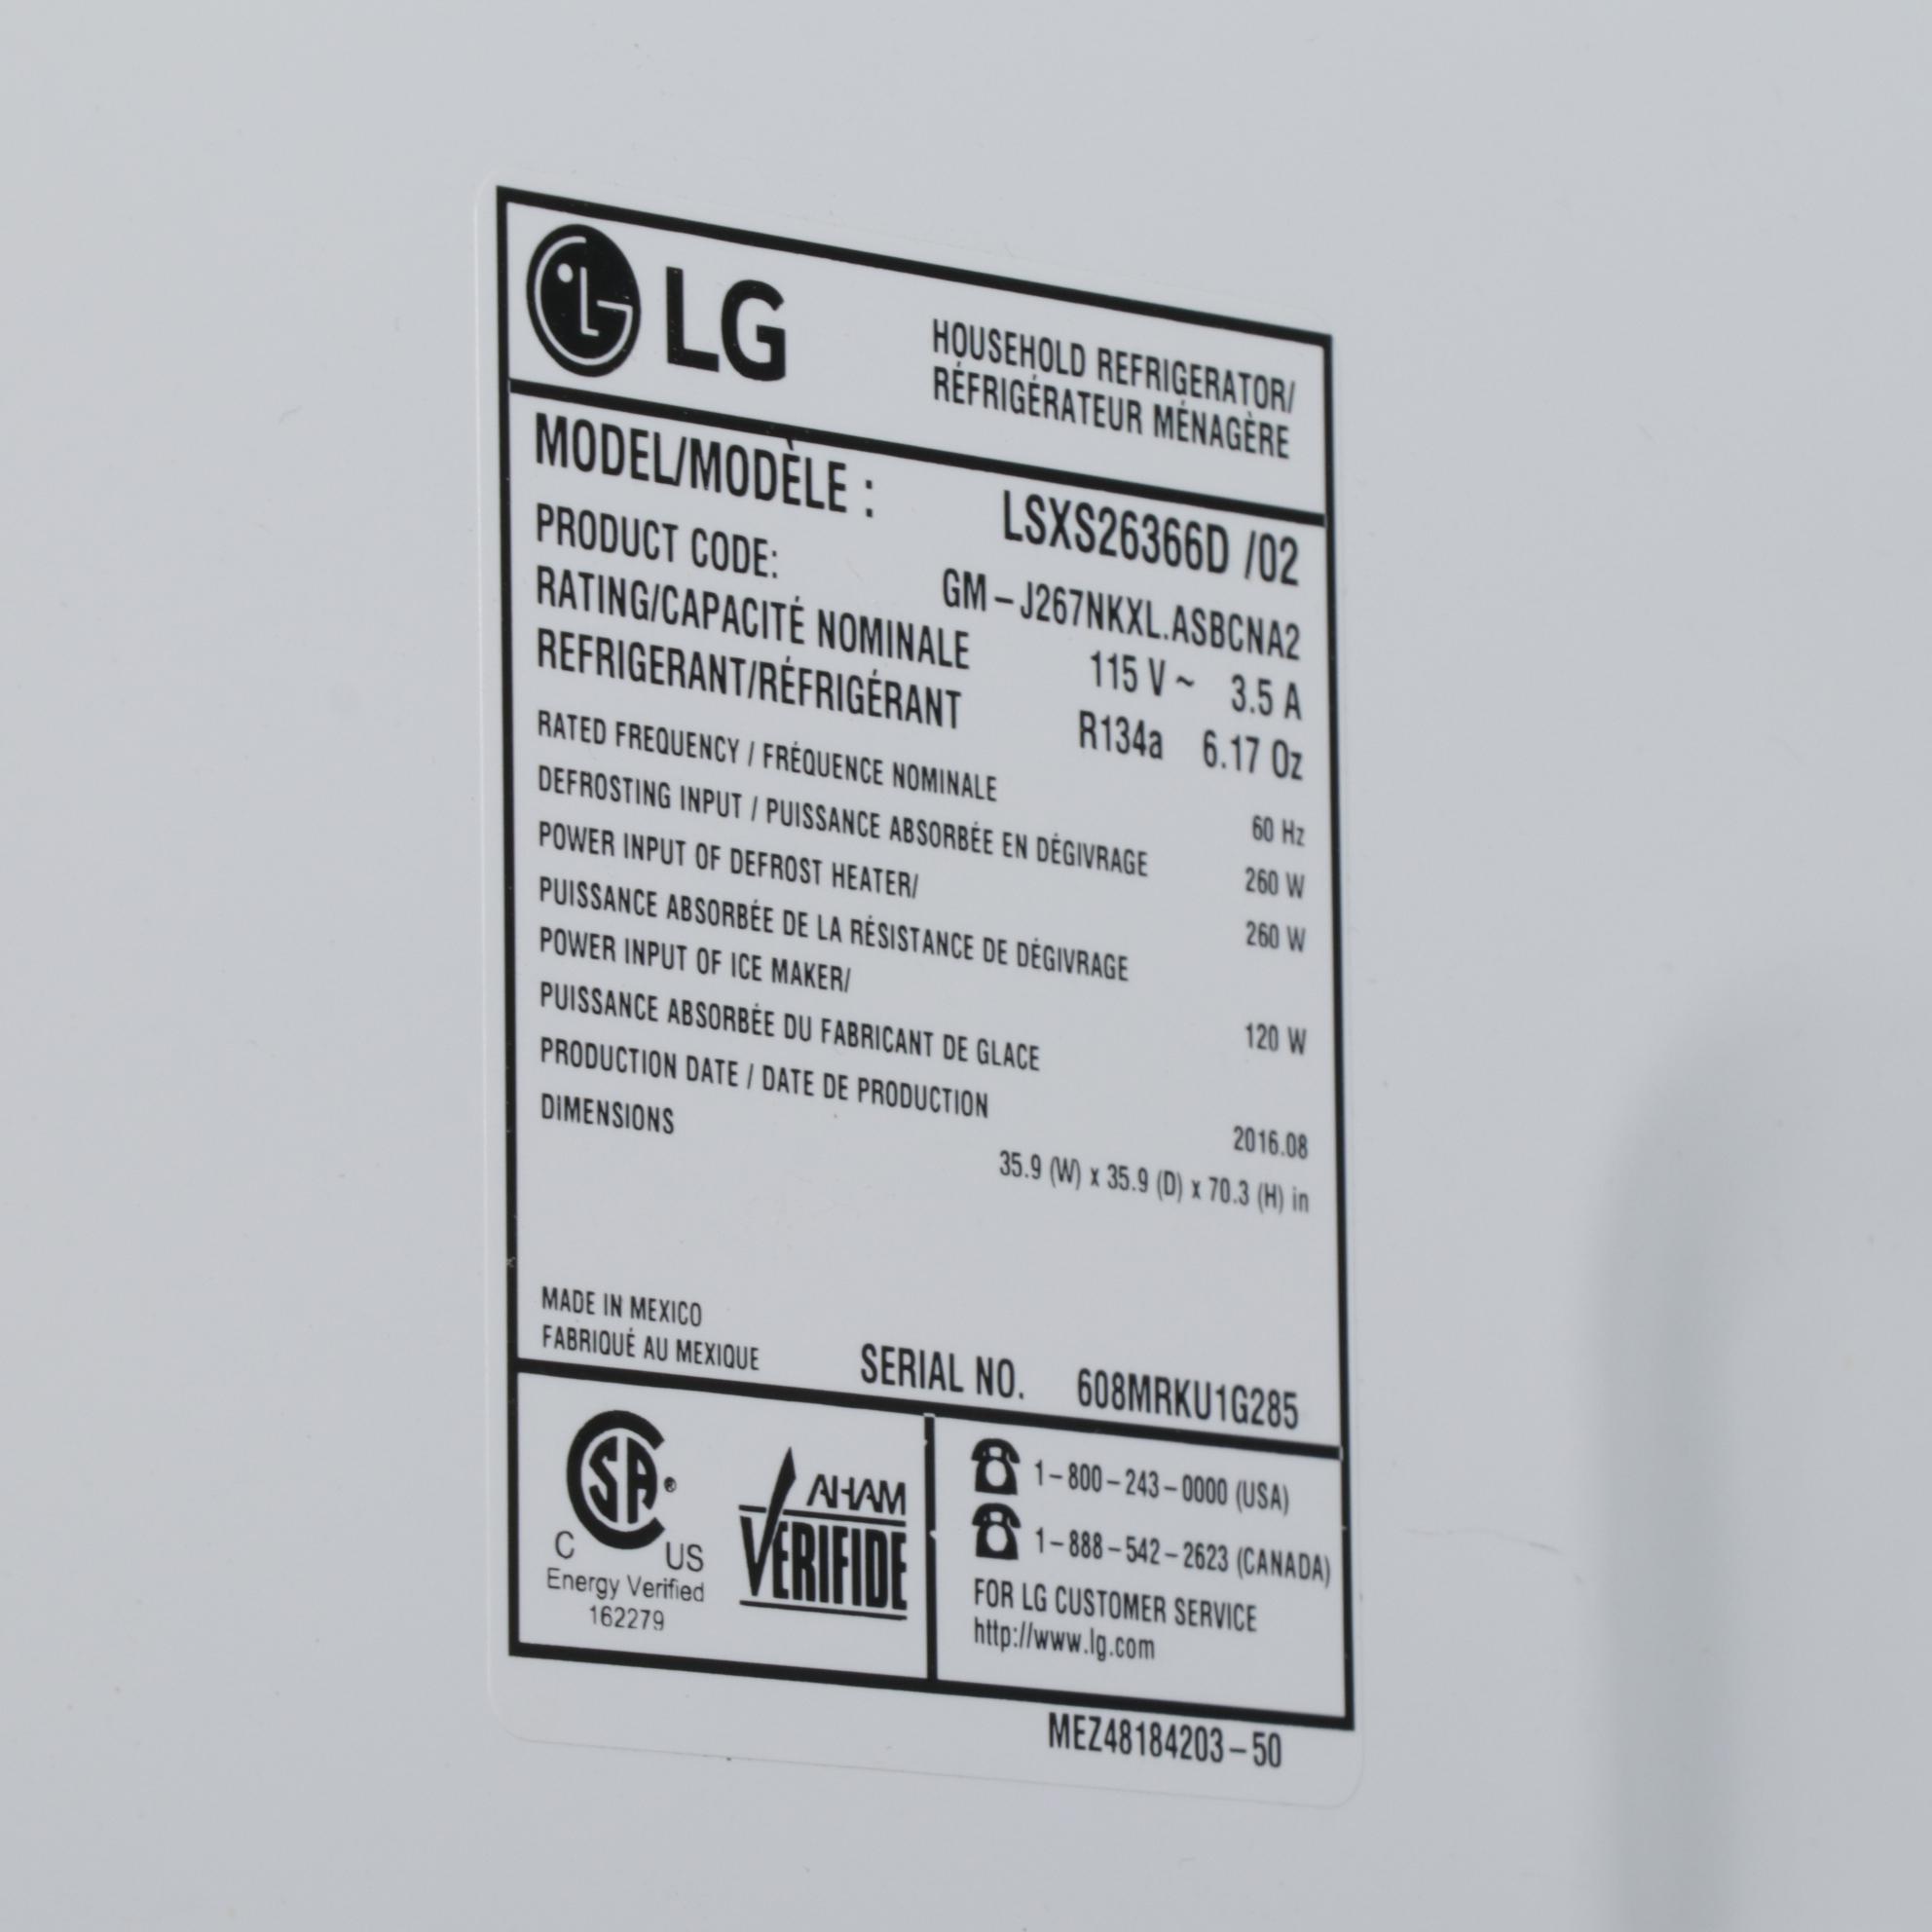 LG
HOUSEHOLD REFRIGERATOR/
RÉFRIGÉRATEUR MÉNAGÈRE
MODEL/MODÈLE : LSXS26366D /02
PRODUCT CODE: GM-J267NKXL.ASBCNA2
RATING/CAPACITÉ NOMINALE 115 V ~ 3.5 A
REFRIGERANT/RÉFRIGÉRANT R134a 6.17 Oz
RATED FREQUENCY / FRÉQUENCE NOMINALE 60 Hz
DEFROSTING INPUT / PUISSANCE ABSORBÉE EN DÉGIVRAGE 260 W
POWER INPUT OF DEFROST HEATER/ 260 W
PUISSANCE ABSORBÉE DE LA RÉSISTANCE DE DÉGIVRAGE
POWER INPUT OF ICE MAKER/ 120 W
PUISSANCE ABSORBÉE DU FABRICANT DE GLACE
PRODUCTION DATE / DATE DE PRODUCTION 2016.08
DIMENSIONS 35.9 (W) x 35.9 (D) x 70.3 (H) in
MADE IN MEXICO
FABRIQUÉ AU MEXIQUE
SERIAL NO. 608MRKU1G285
CSA®
C US
Energy Verified
162279
AHAM
VERIFIDE
1-800-243-0000 (USA)
1-888-542-2623 (CANADA)
FOR LG CUSTOMER SERVICE
http://www.lg.com
MEZ48184203-50